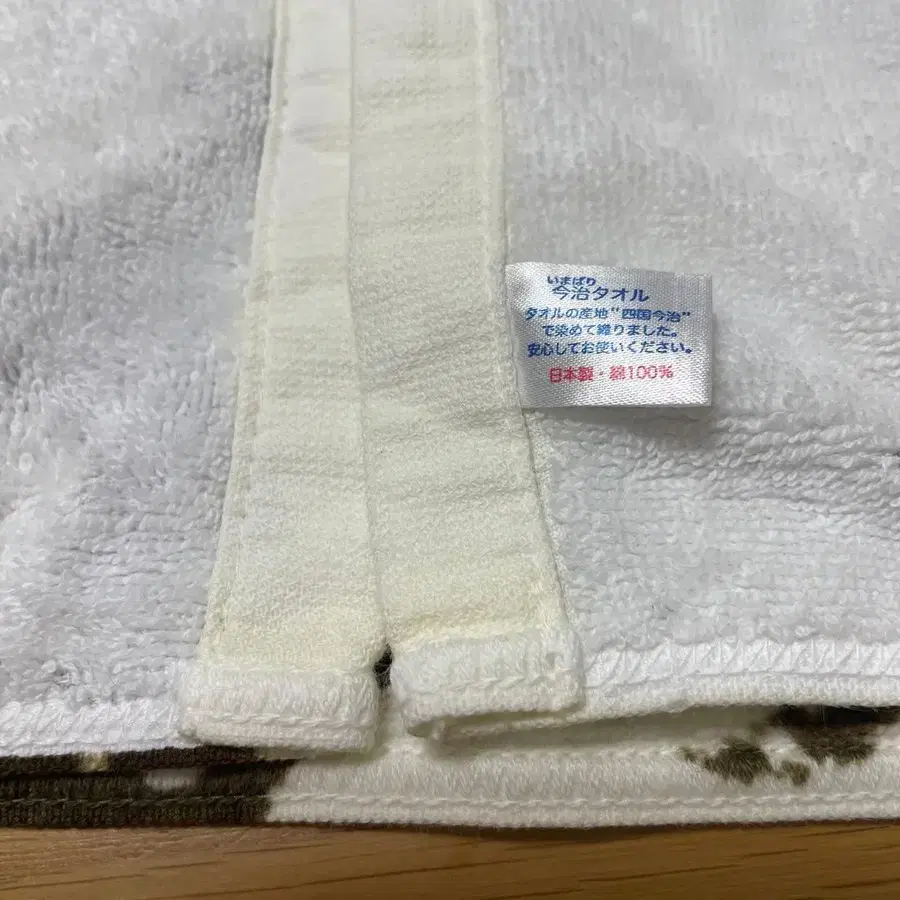 いまばり
今治タオル
タオルの産地"四国今治"
で染めて織りました。
安心してお使いください。
日本製・綿100%